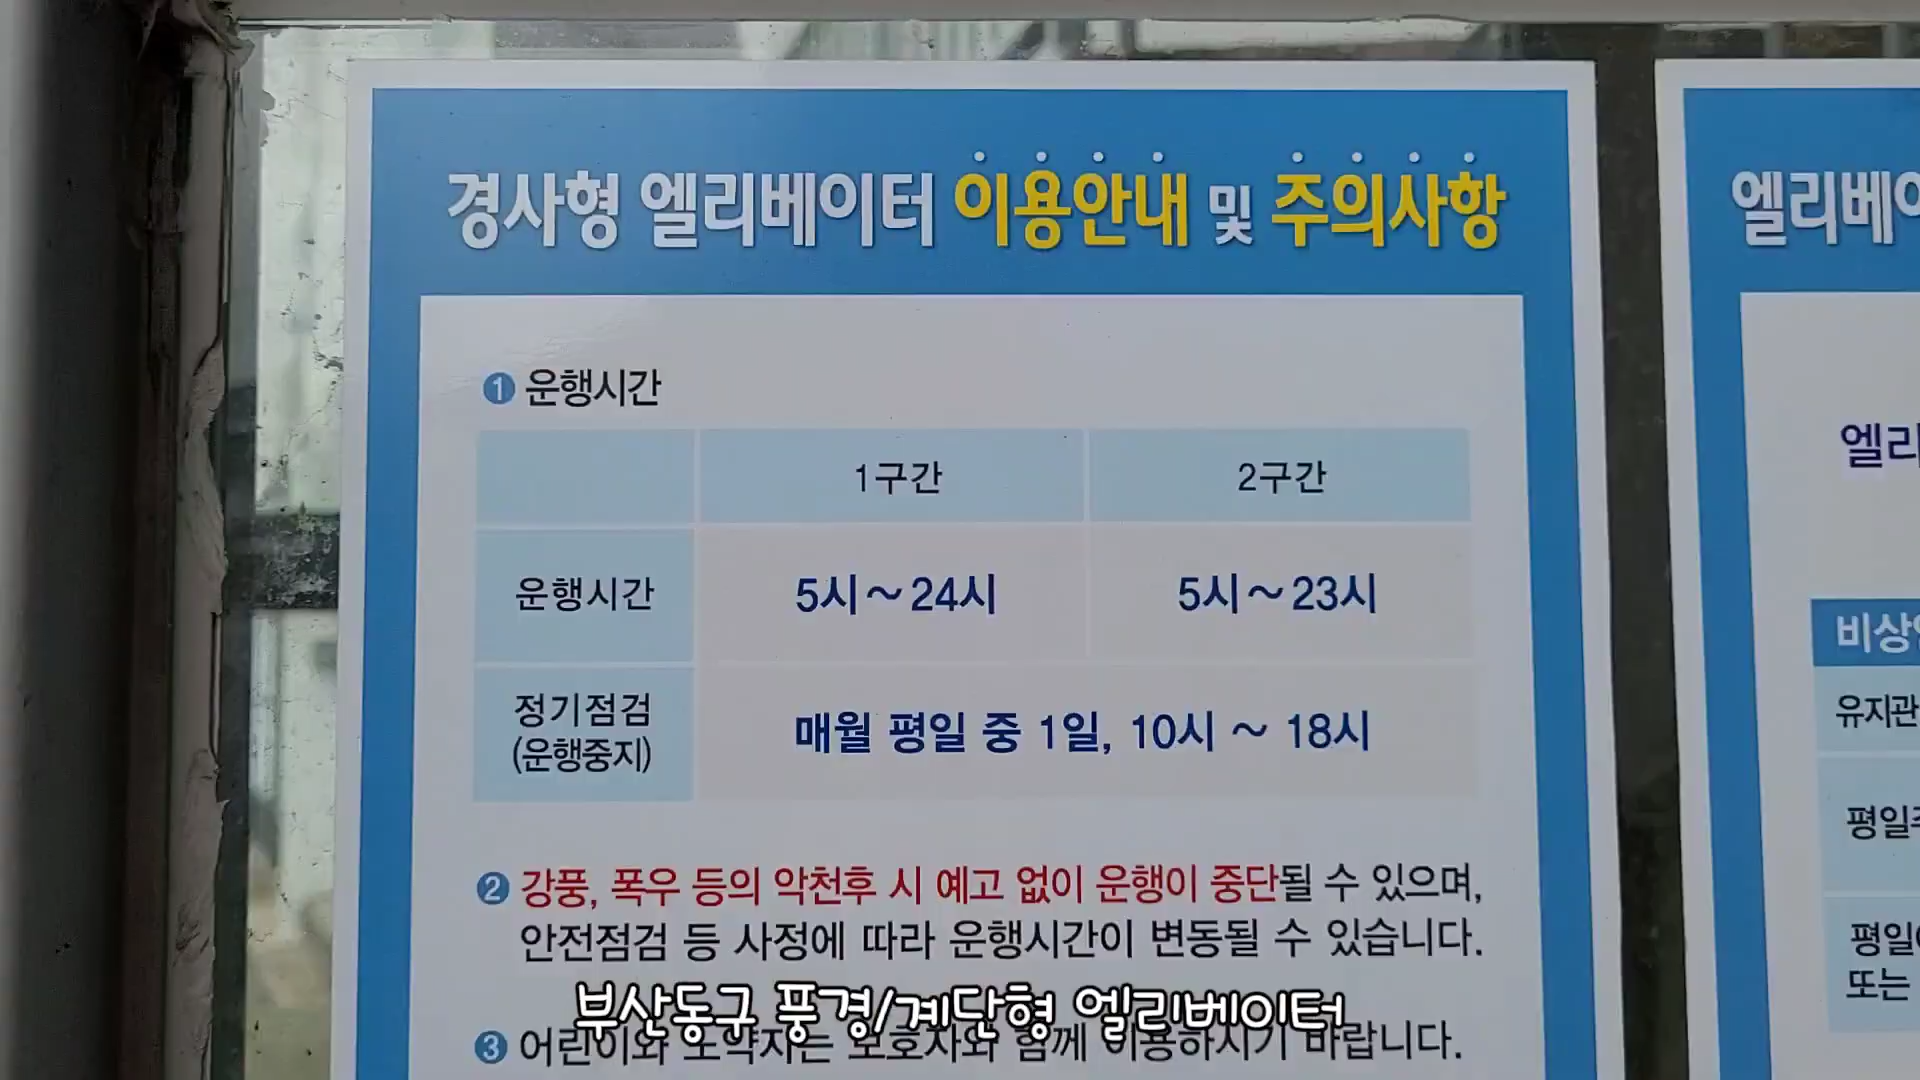 경사형 엘리베이터 이용안내 및 주의사항
1 운행시간
1구간 2구간
운행시간 5시~24시 5시~23시
정기점검
(운행중지)
매월 평일 중 1일, 10시 ~ 18시
2 강풍, 폭우 등의 악천후 시 예고 없이 운행이 중단될 수 있으며,
안전점검 등 사정에 따라 운행시간이 변동될 수 있습니다.
3 어린이와 노약자는 보호자와 함께 이용하시기 바랍니다.
부산동구 풍경/계단형 엘리베이터
엘리베이
엘리
비상
유지관
평일
평일
또는